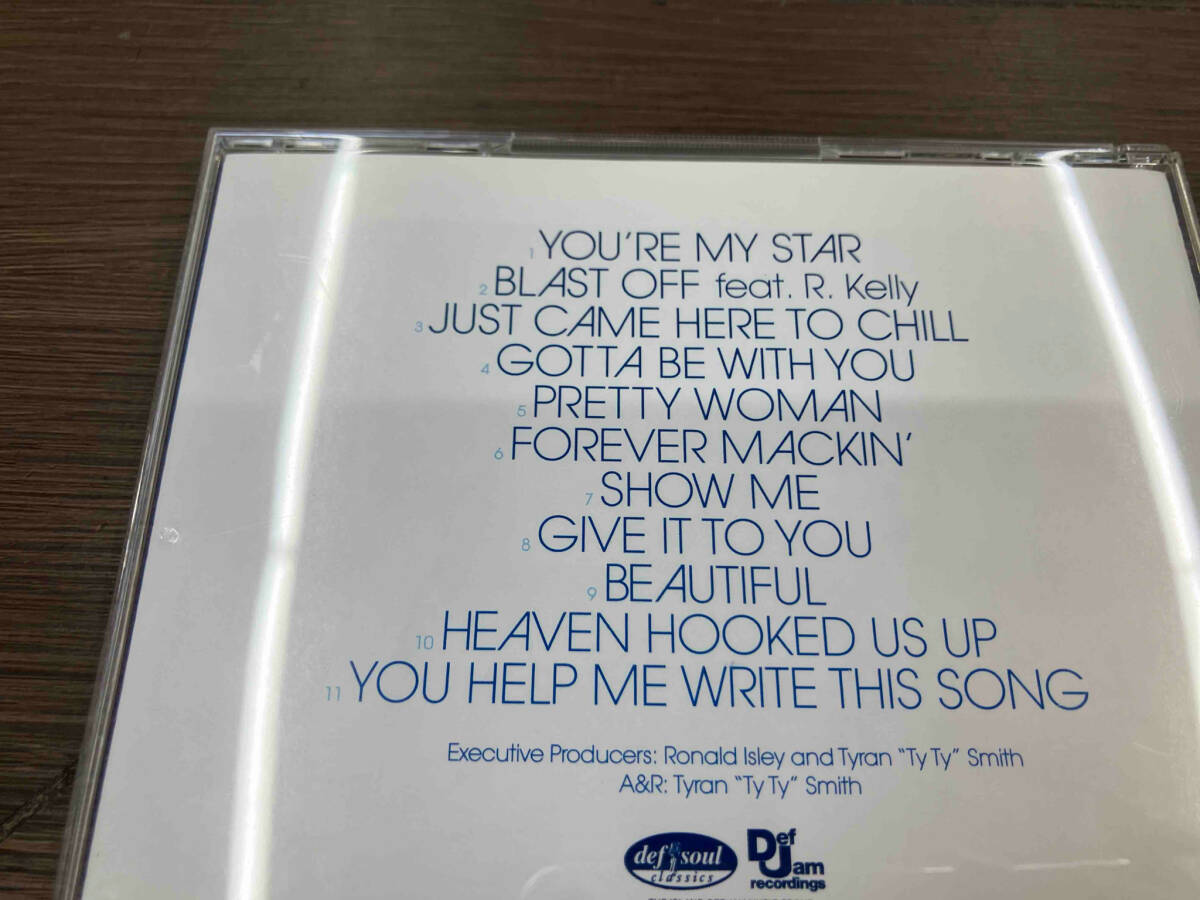 1 YOU'RE MY STAR
2 BLAST OFF feat. R. Kelly
3 JUST CAME HERE TO CHILL
4 GOTTA BE WITH YOU
5 PRETTY WOMAN
6 FOREVER MACKIN'
7 SHOW ME
8 GIVE IT TO YOU
9 BEAUTIFUL
10 HEAVEN HOOKED US UP
11 YOU HELP ME WRITE THIS SONG
Executive Producers: Ronald Isley and Tyran "Ty Ty" Smith
A&R: Tyran "Ty Ty" Smith
def soul
classics
Def
Jam
recordings